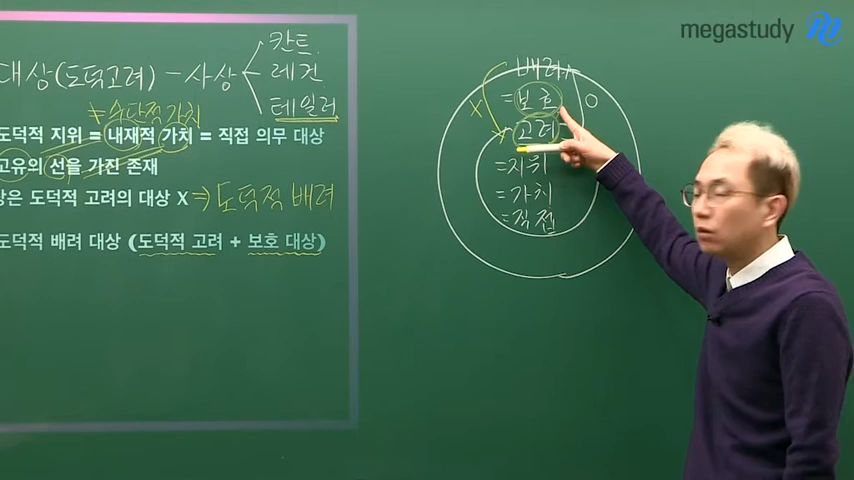 megastudy
대상(도덕고려) - 사상
칸트.
레건
테일러
≠ 수단적 가치
도덕적 지위 = 내재적 가치 = 직접 의무 대상
고유의 선을 가진 존재
상은 도덕적 고려의 대상 X ⇒ 도덕적 배려
도덕적 배려 대상 (도덕적 고려 + 보호 대상)
배려
= 보호
고려
= 지위
= 가치
= 직접
X
O